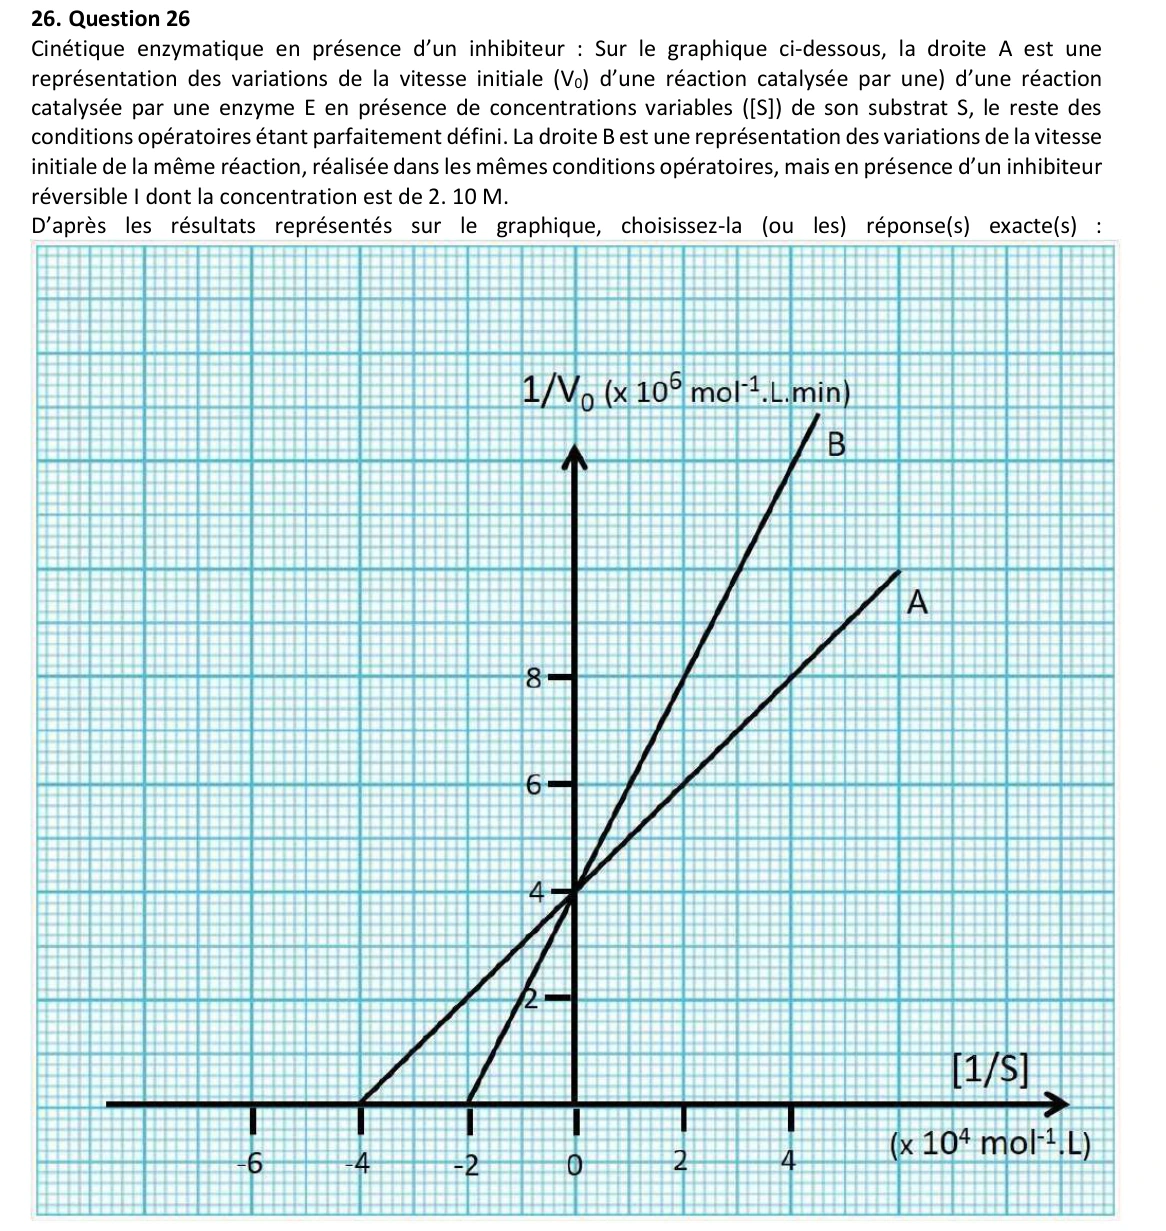 26. Question 26
Cinétique enzymatique en présence d’un inhibiteur : Sur le graphique ci-dessous, la droite A est une
représentation des variations de la vitesse initiale (V₀) d’une réaction catalysée par une) d’une réaction
catalysée par une enzyme E en présence de concentrations variables ([S]) de son substrat S, le reste des
conditions opératoires étant parfaitement défini. La droite B est une représentation des variations de la vitesse
initiale de la même réaction, réalisée dans les mêmes conditions opératoires, mais en présence d’un inhibiteur
réversible I dont la concentration est de 2. 10 M.
D’après les résultats représentés sur le graphique, choisissez-la (ou les) réponse(s) exacte(s) :
1/V₀ (x 10⁶ mol⁻¹.L.min)
B
A
8
6
4
2
[1/S]
(x 10⁴ mol⁻¹.L)
-6 -4 -2 0 2 4